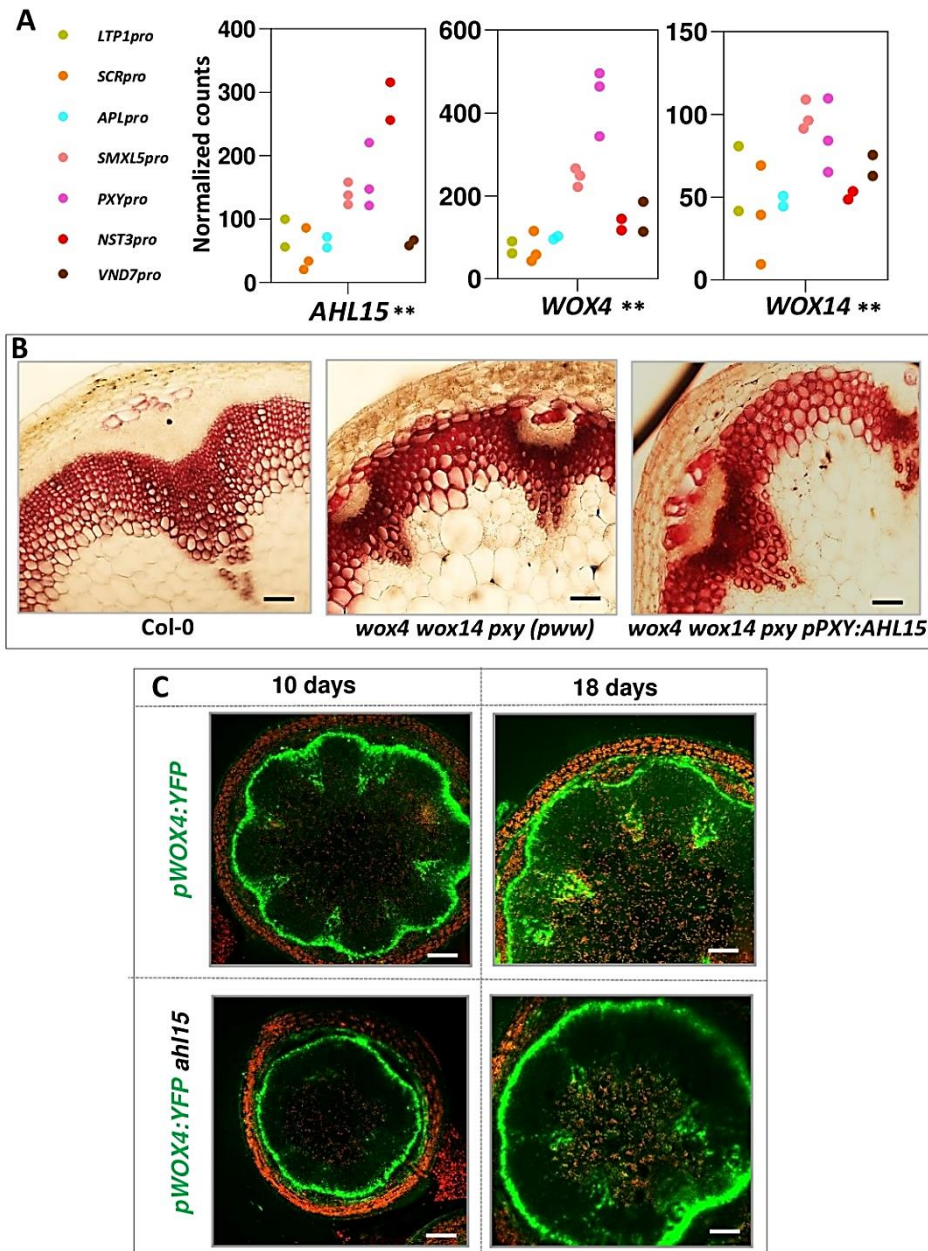 A
LTP1pro
SCRpro
APLpro
SMXL5pro
PXYpro
NST3pro
VND7pro
Normalized counts
400
300
200
100
0
AHL15 **
600
400
200
0
WOX4 **
150
100
50
0
WOX14 **
B
Col-0
wox4 wox14 pxy (pww)
wox4 wox14 pxy pPXY:AHL15
C
10 days
18 days
pWOX4:YFP
pWOX4:YFP ahl15